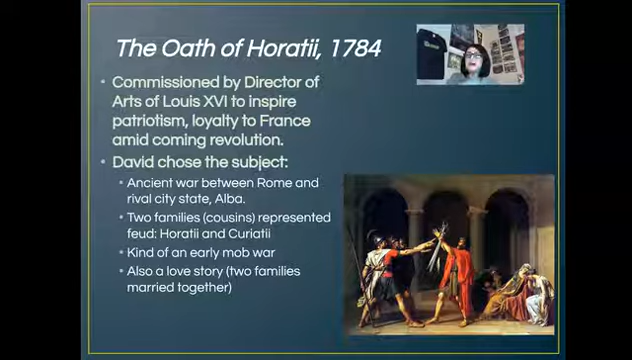 The Oath of Horatii, 1784
Commissioned by Director of
Arts of Louis XVI to inspire
patriotism, loyalty to France
amid coming revolution.
David chose the subject:
Ancient war between Rome and
rival city state, Alba.
Two families (cousins) represented
feud: Horatii and Curiatii
Kind of an early mob war
Also a love story (two families
married together)